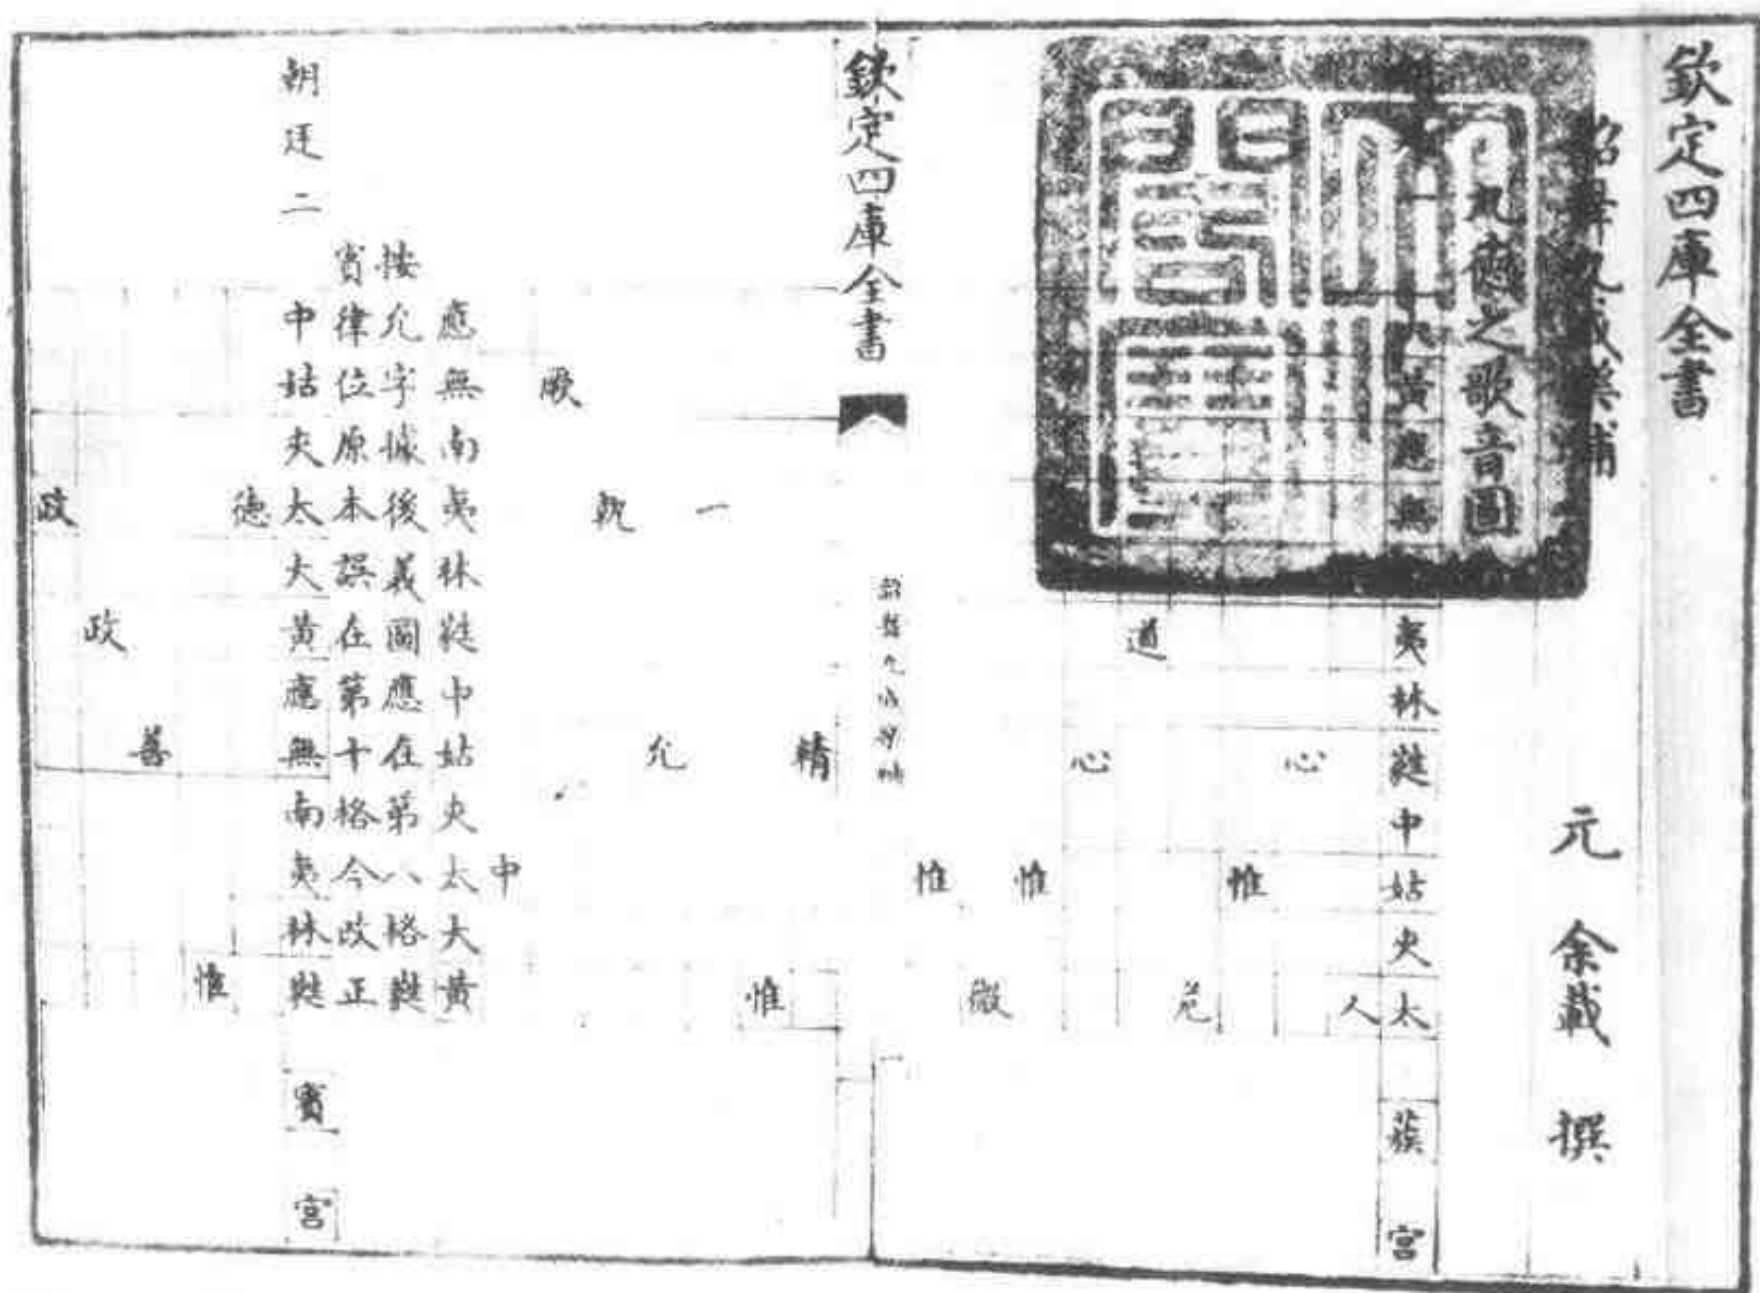 欽定四庫全書
韶舞九成樂補
元 余載 撰
九德之歌音圖
黃應無
夷林蕤中姑夾太 蔟 宮
人
心
惟
危
道
心
惟
微
惟
欽定四庫全書
韶舞九成樂補
精
惟
一
允
執
厥
中
應無南夷林蕤中姑夾太大黃
按允字據後義圖應在第八格蕤
賓律位原本誤在第十格今改正
朝廷二 中姑夾太大黃應無南夷林蕤 賓 宮
德
惟
善
政
政